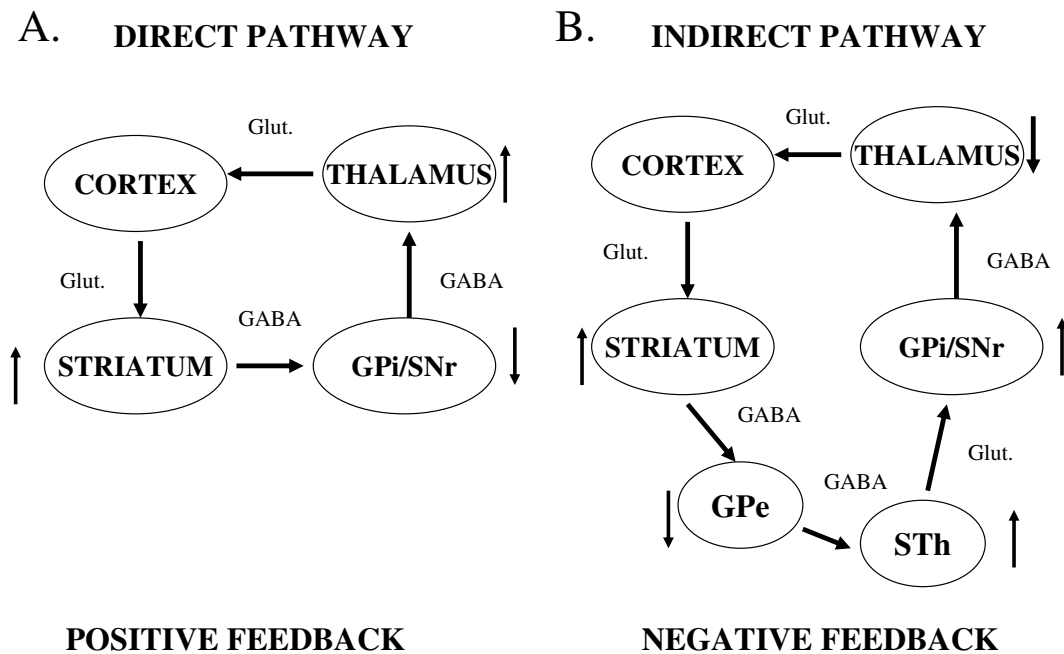 A. DIRECT PATHWAY
Glut.
CORTEX
THALAMUS
Glut.
GABA
GABA
STRIATUM
GPi/SNr
POSITIVE FEEDBACK
B. INDIRECT PATHWAY
Glut.
CORTEX
THALAMUS
Glut.
GABA
STRIATUM
GPi/SNr
GABA
GABA
Glut.
GPe
STh
NEGATIVE FEEDBACK